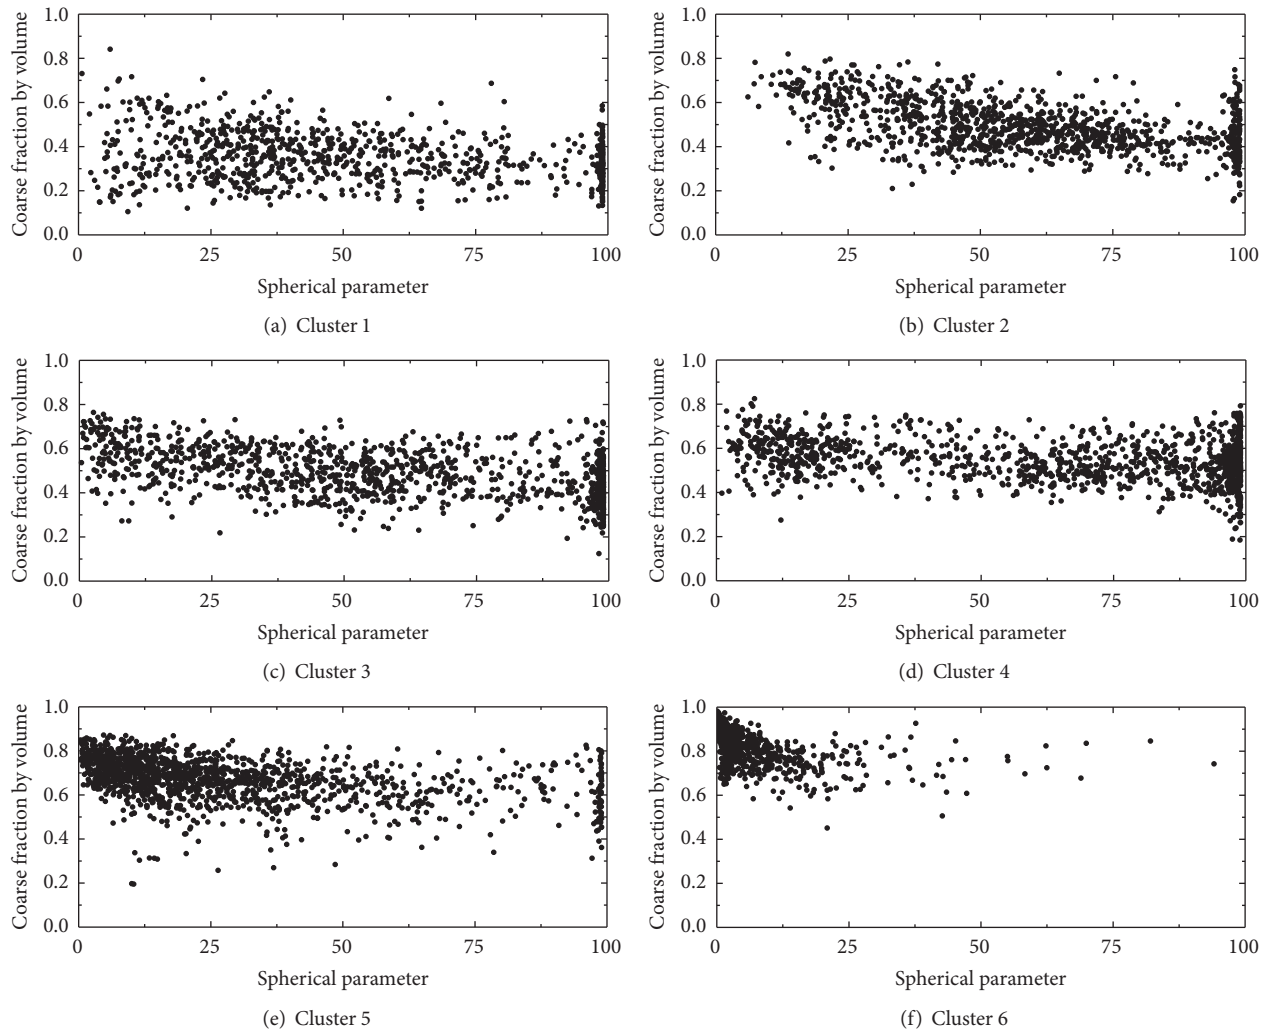 Coarse fraction by volume
1.0
0.8
0.6
0.4
0.2
0.0
0 25 50 75 100
Spherical parameter
(a) Cluster 1
Coarse fraction by volume
1.0
0.8
0.6
0.4
0.2
0.0
0 25 50 75 100
Spherical parameter
(b) Cluster 2
Coarse fraction by volume
1.0
0.8
0.6
0.4
0.2
0.0
0 25 50 75 100
Spherical parameter
(c) Cluster 3
Coarse fraction by volume
1.0
0.8
0.6
0.4
0.2
0.0
0 25 50 75 100
Spherical parameter
(d) Cluster 4
Coarse fraction by volume
1.0
0.8
0.6
0.4
0.2
0.0
0 25 50 75 100
Spherical parameter
(e) Cluster 5
Coarse fraction by volume
1.0
0.8
0.6
0.4
0.2
0.0
0 25 50 75 100
Spherical parameter
(f) Cluster 6